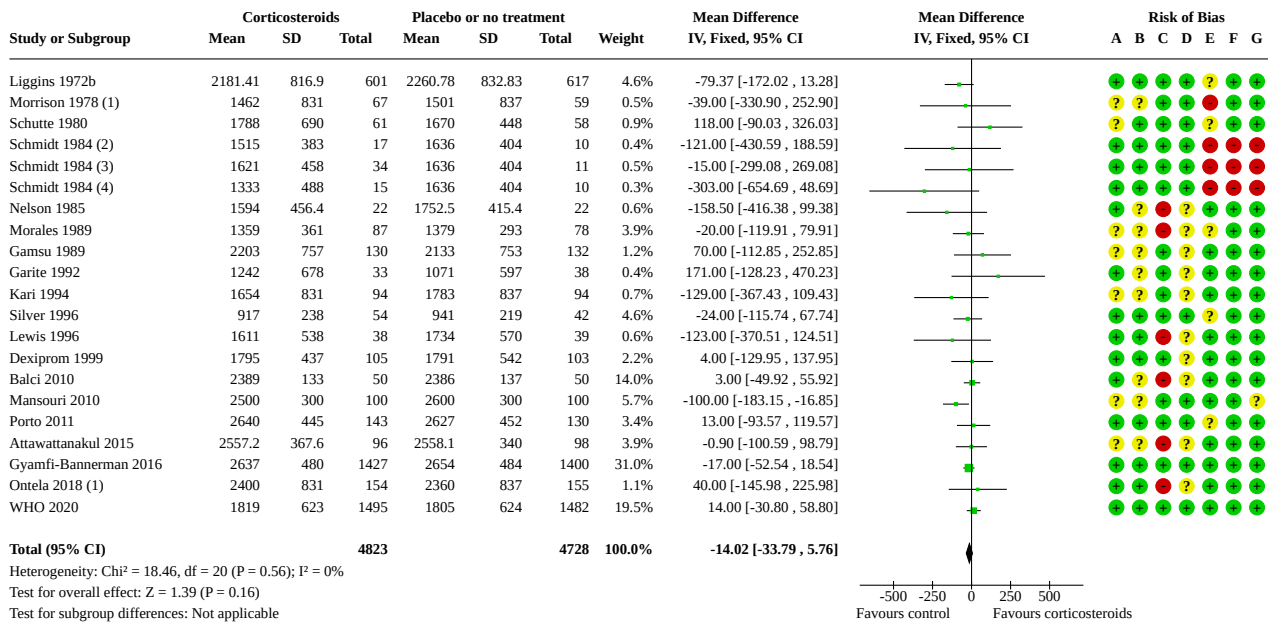 Corticosteroids Placebo or no treatment Mean Difference Mean Difference Risk of Bias
Study or Subgroup Mean SD Total Mean SD Total Weight IV, Fixed, 95% CI IV, Fixed, 95% CI A B C D E F G
Liggins 1972b 2181.41 816.9 601 2260.78 832.83 617 4.6% -79.37 [-172.02 , 13.28] + + + + ? + +
Morrison 1978 (1) 1462 831 67 1501 837 59 0.5% -39.00 [-330.90 , 252.90] ? ? + + - + +
Schutte 1980 1788 690 61 1670 448 58 0.9% 118.00 [-90.03 , 326.03] ? + + + ? + +
Schmidt 1984 (2) 1515 383 17 1636 404 10 0.4% -121.00 [-430.59 , 188.59] + + + + - - -
Schmidt 1984 (3) 1621 458 34 1636 404 11 0.5% -15.00 [-299.08 , 269.08] + + + + - - -
Schmidt 1984 (4) 1333 488 15 1636 404 10 0.3% -303.00 [-654.69 , 48.69] + + + + - - -
Nelson 1985 1594 456.4 22 1752.5 415.4 22 0.6% -158.50 [-416.38 , 99.38] + ? - ? + + +
Morales 1989 1359 361 87 1379 293 78 3.9% -20.00 [-119.91 , 79.91] ? ? - ? + + +
Gamsu 1989 2203 757 130 2133 753 132 1.2% 70.00 [-112.85 , 252.85] ? ? + + + + +
Garite 1992 1242 678 33 1071 597 38 0.4% 171.00 [-128.23 , 470.23] + ? + ? + + +
Kari 1994 1654 831 94 1783 837 94 0.7% -129.00 [-367.43 , 109.43] ? ? + + + + +
Silver 1996 917 238 54 941 219 42 4.6% -24.00 [-115.74 , 67.74] + + + + ? + +
Lewis 1996 1611 538 38 1734 570 39 0.6% -123.00 [-370.51 , 124.51] + + - ? + + +
Dexiprom 1999 1795 437 105 1791 542 103 2.2% 4.00 [-129.95 , 137.95] + + + ? + + +
Balci 2010 2389 133 50 2386 137 50 14.0% 3.00 [-49.92 , 55.92] + ? - ? + + +
Mansouri 2010 2500 300 100 2600 300 100 5.7% -100.00 [-183.15 , -16.85] ? ? + + + + ?
Porto 2011 2640 445 143 2627 452 130 3.4% 13.00 [-93.57 , 119.57] + + + + ? + +
Attawattanakul 2015 2557.2 367.6 96 2558.1 340 98 3.9% -0.90 [-100.59 , 98.79] ? ? - ? + + +
Gyamfi-Bannerman 2016 2637 480 1427 2654 484 1400 31.0% -17.00 [-52.54 , 18.54] + + + + + + +
Ontela 2018 (1) 2400 831 154 2360 837 155 1.1% 40.00 [-145.98 , 225.98] + + - ? + + +
WHO 2020 1819 623 1495 1805 624 1482 19.5% 14.00 [-30.80 , 58.80] + + + + + + +
Total (95% CI) 4823 4728 100.0% -14.02 [-33.79 , 5.76]
Heterogeneity: Chi² = 18.46, df = 20 (P = 0.56); I² = 0%
Test for overall effect: Z = 1.39 (P = 0.16) -500 -250 0 250 500
Test for subgroup differences: Not applicable Favours control Favours corticosteroids